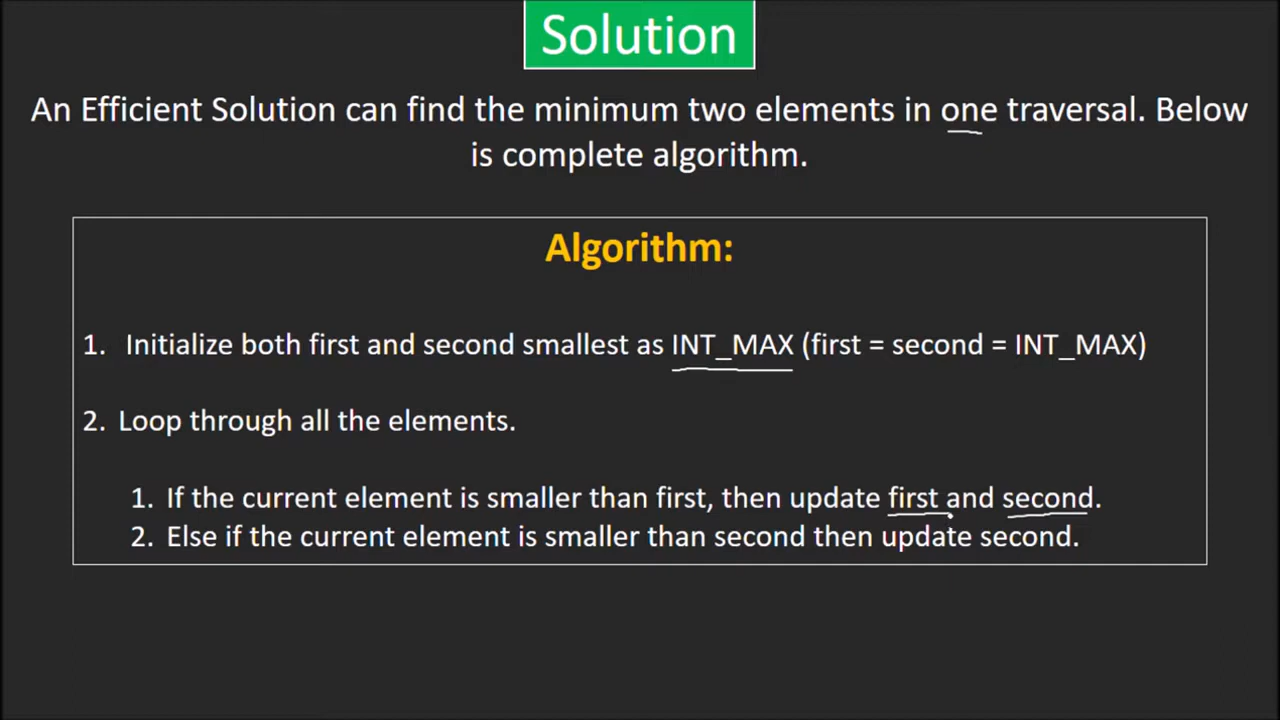 Solution
An Efficient Solution can find the minimum two elements in one traversal. Below
is complete algorithm.
Algorithm:
1. Initialize both first and second smallest as INT_MAX (first = second = INT_MAX)
2. Loop through all the elements.
1. If the current element is smaller than first, then update first and second.
2. Else if the current element is smaller than second then update second.